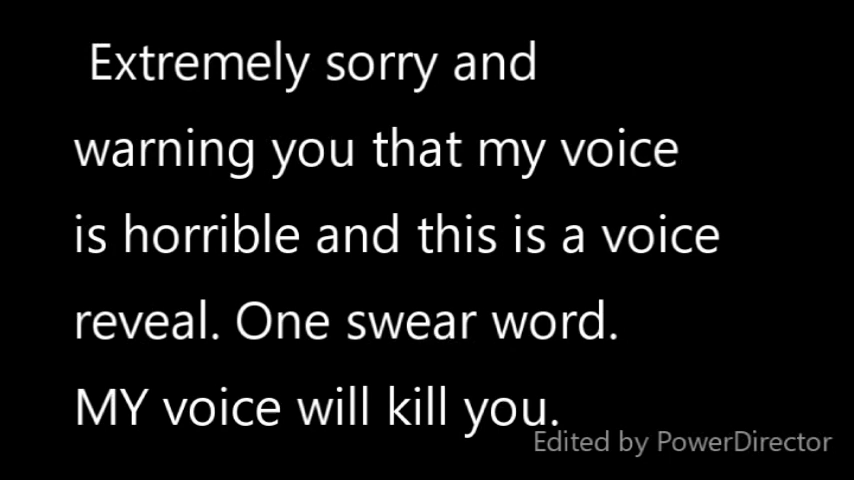 Extremely sorry and
warning you that my voice
is horrible and this is a voice
reveal. One swear word.
MY voice will kill you.
Edited by PowerDirector